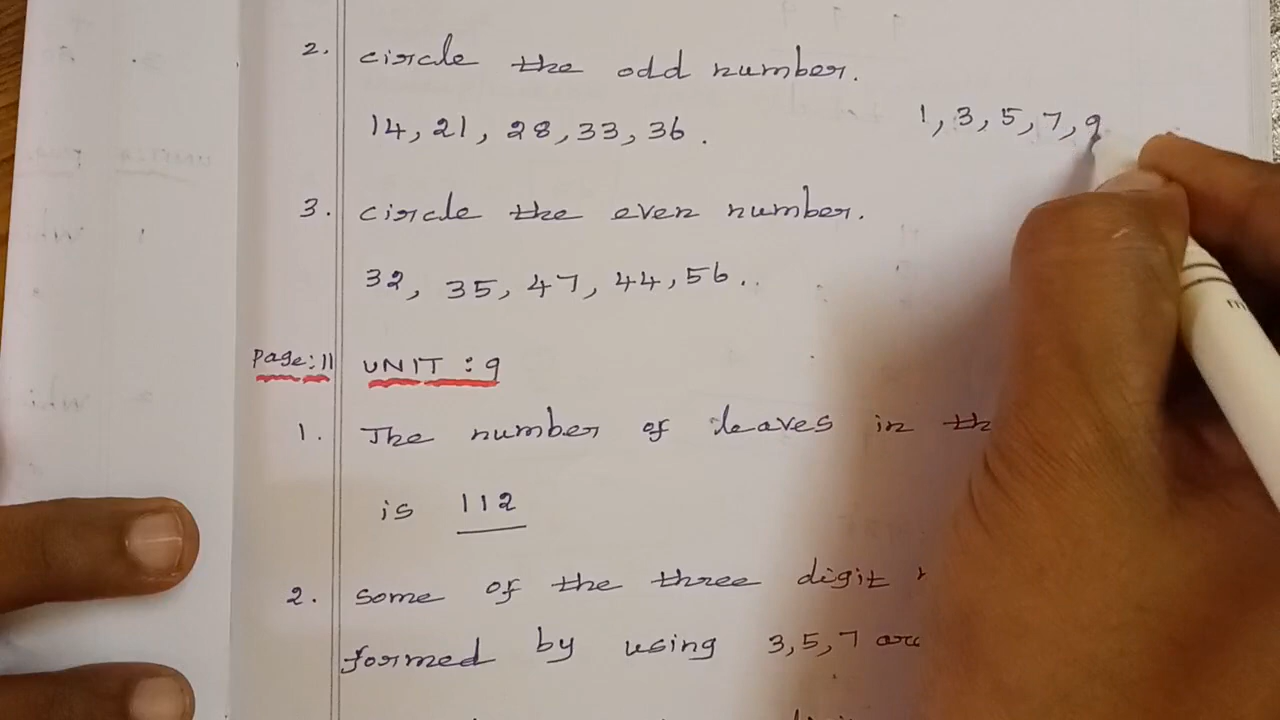 2. circle the odd number.
14, 21, 28, 33, 36. 1, 3, 5, 7, 9
3. circle the even number.
32, 35, 47, 44, 56..
Page: 11 UNIT : 9
1. The number of leaves in
is 112
2. Some of the three digit
formed by using 3, 5, 7 are